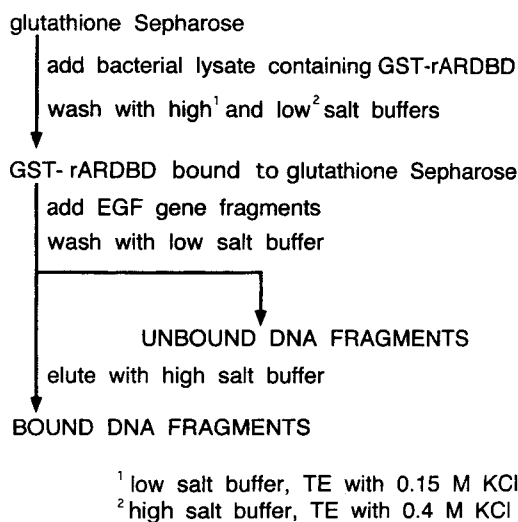 glutathione Sepharose
add bacterial lysate containing GST-rARDBD
wash with high¹ and low² salt buffers
GST- rARDBD bound to glutathione Sepharose
add EGF gene fragments
wash with low salt buffer
UNBOUND DNA FRAGMENTS
elute with high salt buffer
BOUND DNA FRAGMENTS
¹ low salt buffer, TE with 0.15 M KCl
² high salt buffer, TE with 0.4 M KCl